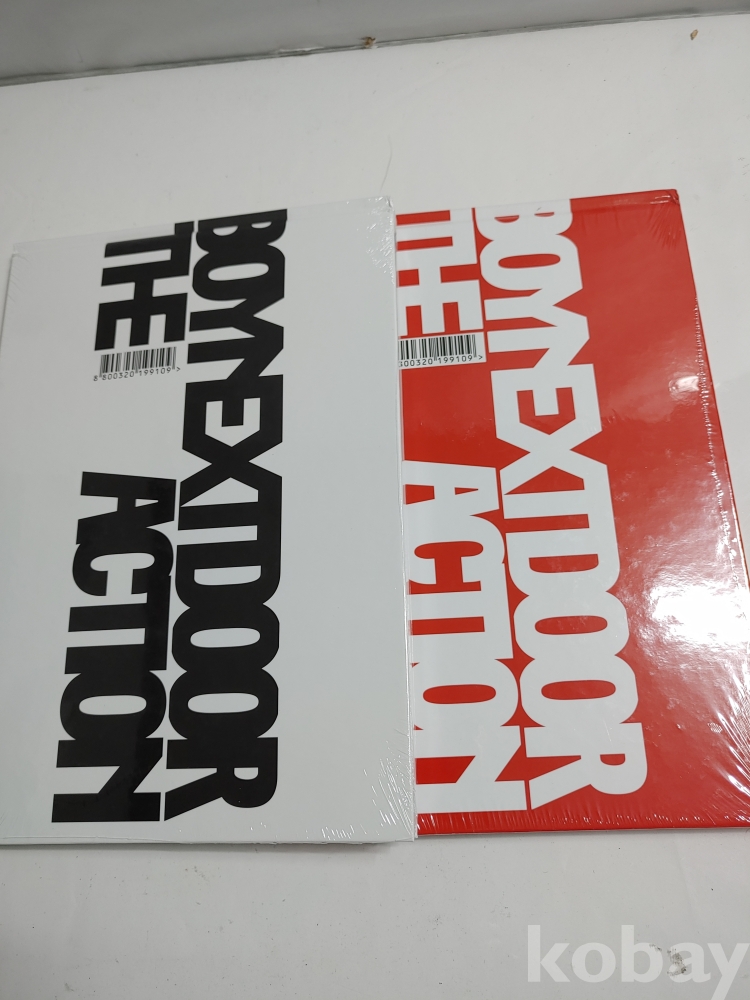 BOYNEXTDOOR
THE
ACTION
8 800320 199109 >
BOYNEXTDOOR
THE
ACTION
800320 199109 >
kobay